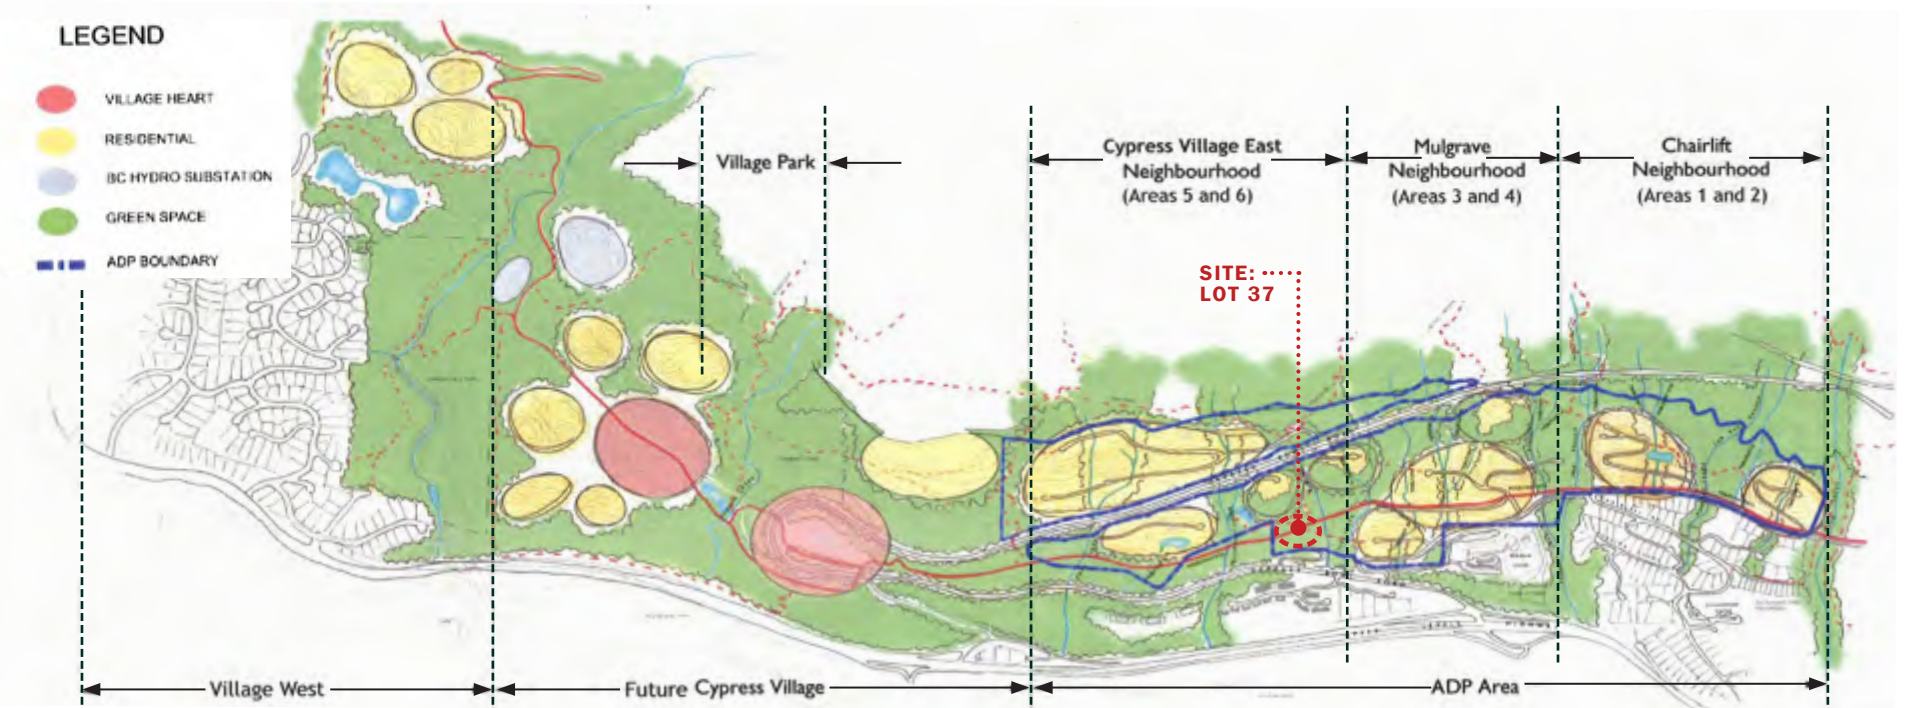 LEGEND
VILLAGE HEART
RESIDENTIAL
BC HYDRO SUBSTATION
GREEN SPACE
ADP BOUNDARY
Village Park
Cypress Village East
Neighbourhood
(Areas 5 and 6)
Mulgrave
Neighbourhood
(Areas 3 and 4)
Chairlift
Neighbourhood
(Areas 1 and 2)
SITE:
LOT 37
Village West
Future Cypress Village
ADP Area